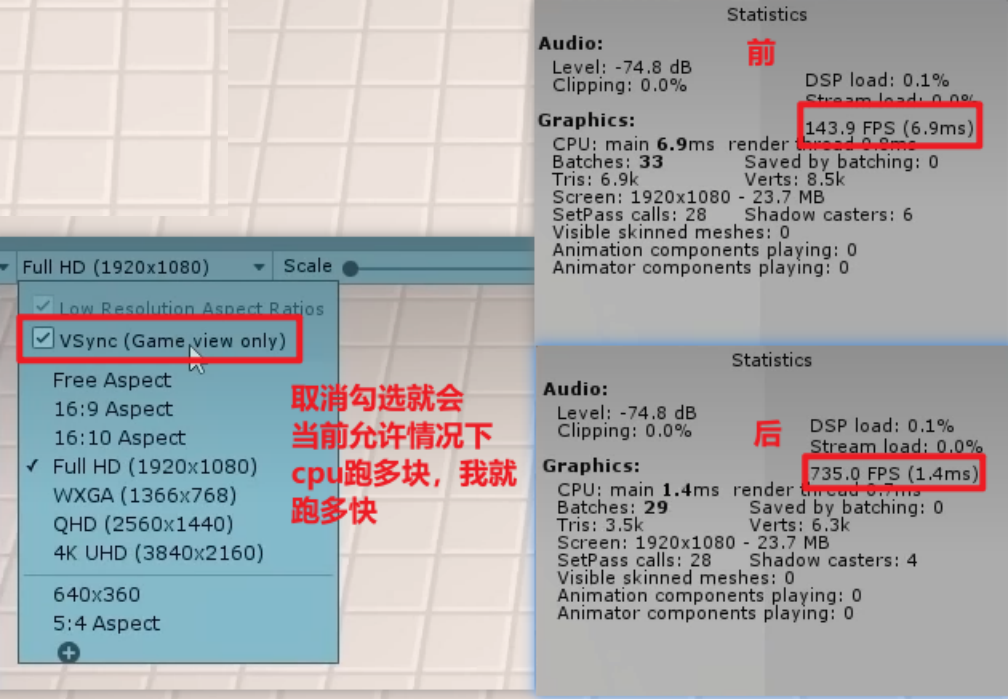 Full HD (1920x1080)
Scale
Low Resolution Aspect Ratios
VSync (Game view only)
Free Aspect
16:9 Aspect
16:10 Aspect
Full HD (1920x1080)
WXGA (1366x768)
QHD (2560x1440)
4K UHD (3840x2160)
640x360
5:4 Aspect
取消勾选就会
当前允许情况下
cpu跑多块，我就
跑多快
Statistics
前
Audio:
Level: -74.8 dB
DSP load: 0.1%
Clipping: 0.0%
Stream load: 0.0%
Graphics:
143.9 FPS (6.9ms)
CPU: main 6.9ms render thread 0.8ms
Batches: 33 Saved by batching: 0
Tris: 6.9k Verts: 8.5k
Screen: 1920x1080 - 23.7 MB
SetPass calls: 28 Shadow casters: 6
Visible skinned meshes: 0
Animation components playing: 0
Animator components playing: 0
Statistics
后
Audio:
Level: -74.8 dB
DSP load: 0.1%
Clipping: 0.0%
Stream load: 0.0%
Graphics:
735.0 FPS (1.4ms)
CPU: main 1.4ms render thread 0.7ms
Batches: 29 Saved by batching: 0
Tris: 3.5k Verts: 6.3k
Screen: 1920x1080 - 23.7 MB
SetPass calls: 28 Shadow casters: 4
Visible skinned meshes: 0
Animation components playing: 0
Animator components playing: 0